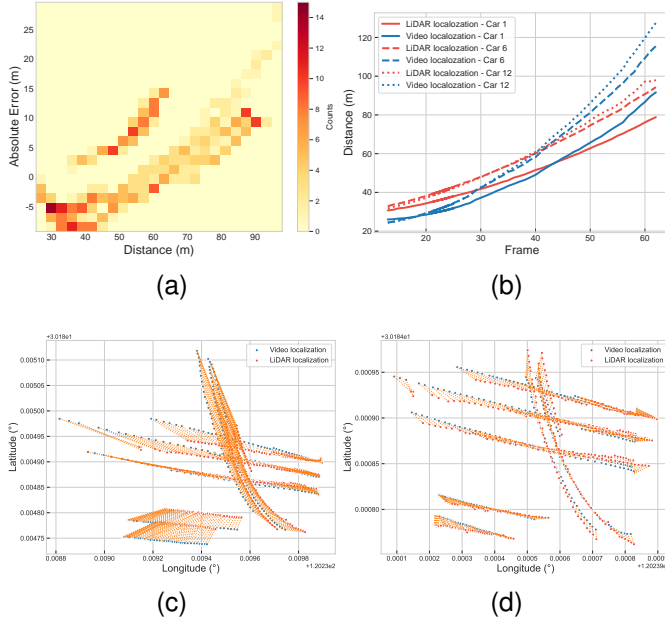 30
25
20
15
10
5
0
-5
Absolute Error (m)
30 40 50 60 70 80 90
Distance (m)
14
12
10
8
6
4
2
0
Counts
LiDAR localozation - Car 1
Video localozation - Car 1
LiDAR localozation - Car 6
Video localozation - Car 6
LiDAR localozation - Car 12
Video localozation - Car 12
120
100
80
60
40
20
Distance (m)
20 30 40 50 60
Frame
(a)
(b)
+3.018e1
Video localization
LiDAR localization
0.00510
0.00505
0.00500
0.00495
0.00490
0.00485
0.00480
0.00475
Latitude (°)
0.0088 0.0090 0.0092 0.0094 0.0096 0.0098
Longitude (°)
+1.2023e2
+3.0184e1
Video localization
LiDAR localization
0.00095
0.00090
0.00085
0.00080
Latitude (°)
0.0001 0.0002 0.0003 0.0004 0.0005 0.0006 0.0007 0.0008 0.0009
Longitude (°)
+1.20239e
(c)
(d)